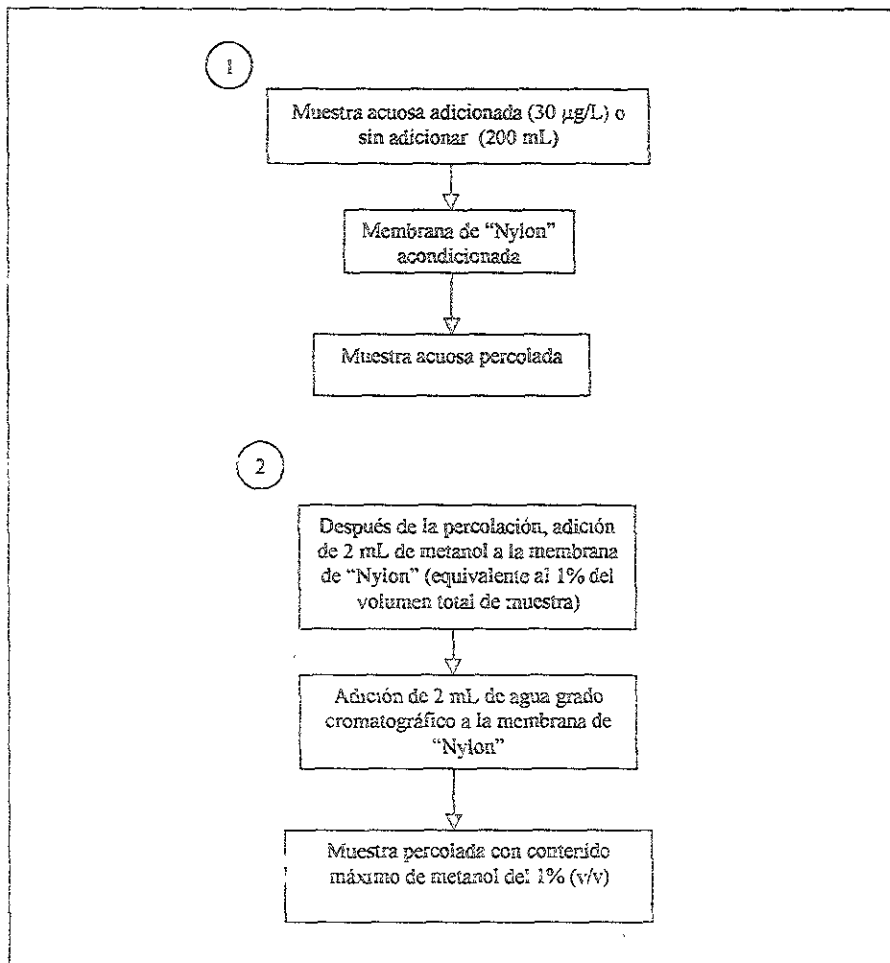 1
Muestra acuosa adicionada (30 µg/L) o
sin adicionar (200 mL)
Membrana de “Nylon”
acondicionada
Muestra acuosa percolada
2
Después de la percolación, adición
de 2 mL de metanol a la membrana
de “Nylon” (equivalente al 1% del
volumen total de muestra)
Adición de 2 mL de agua grado
cromatográfico a la membrana de
“Nylon”
Muestra percolada con contenido
máximo de metanol del 1% (v/v)